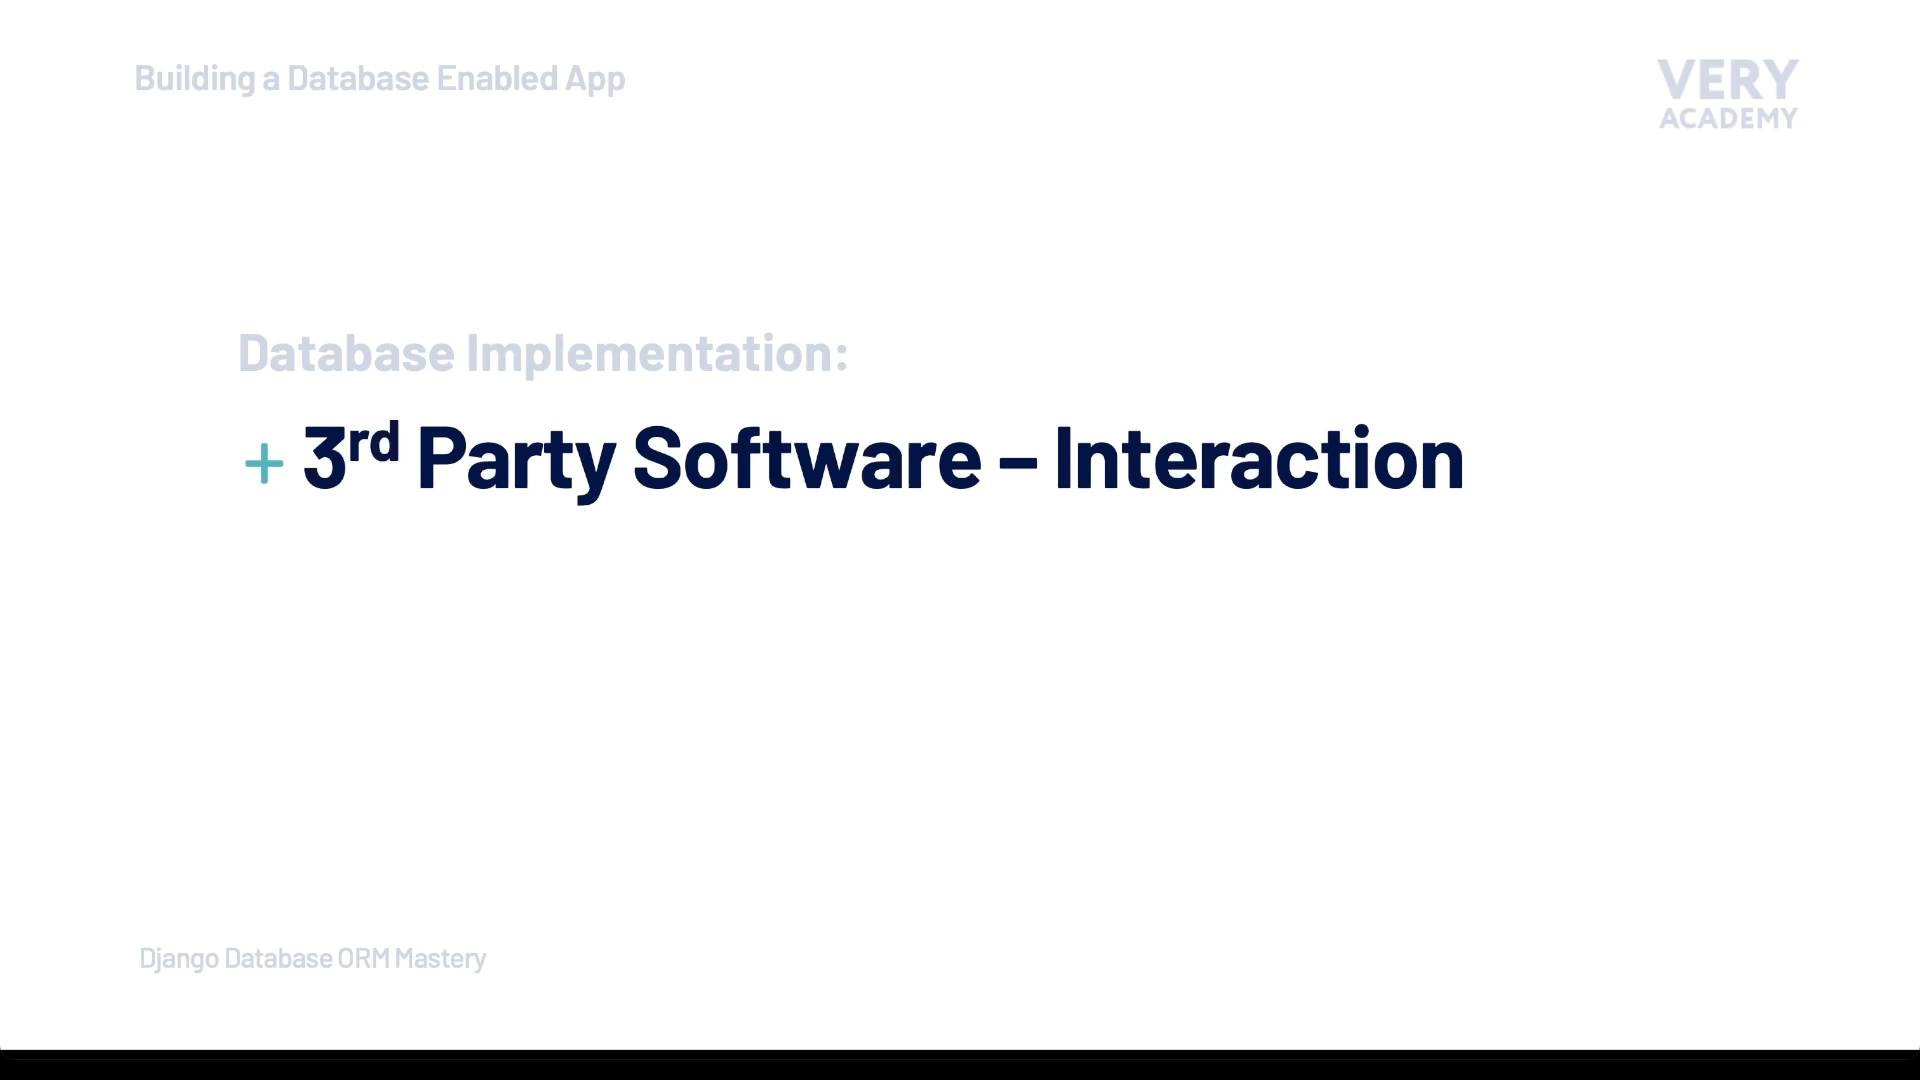 Building a Database Enabled App
VERY
ACADEMY
Database Implementation:
+ 3rd Party Software – Interaction
Django Database ORM Mastery